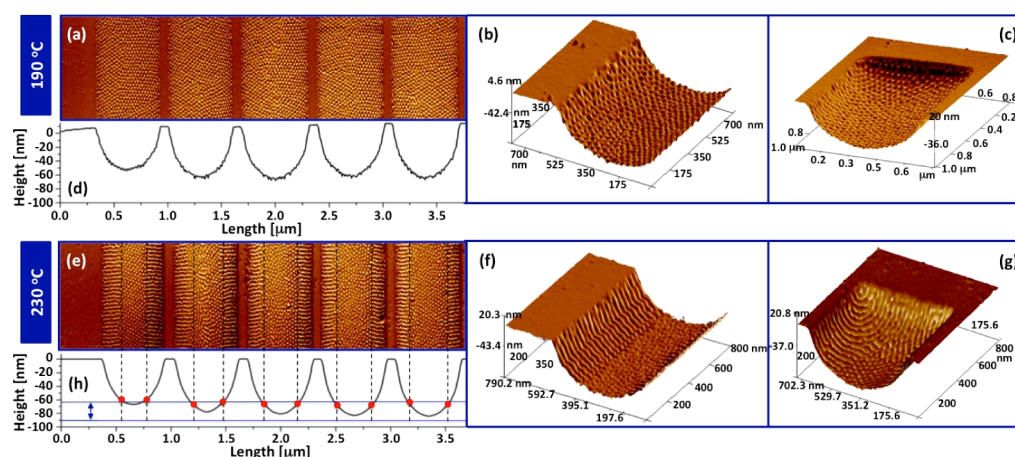 190 °C
(a)
Height [nm]
0
-20
-40
-60
-80
-100
(d)
0.0 0.5 1.0 1.5 2.0 2.5 3.0 3.5
Length [μm]
(b)
4.6 nm
-42.4 nm
350
175
700 nm
525
350
175
175
350
700 nm
(c)
0.8
1.0 μm
0.2
0.3
0.6
μm
20 nm
-36.0
0.6
0.8
0.2
0.4
0.6
0.8
1.0 μm
230 °C
(e)
Height [nm]
0
-20
-40
-60
-80
-100
(h)
0.0 0.5 1.0 1.5 2.0 2.5 3.0 3.5
Length [μm]
(f)
20.3 nm
-43.4 nm
200
350
790.2 nm
592.7
395.1
197.6
200
400
600
800 nm
(g)
20.8 nm
-37.0
200
702.3 nm
529.7
351.2
175.6
200
400
600
800 nm
175.6